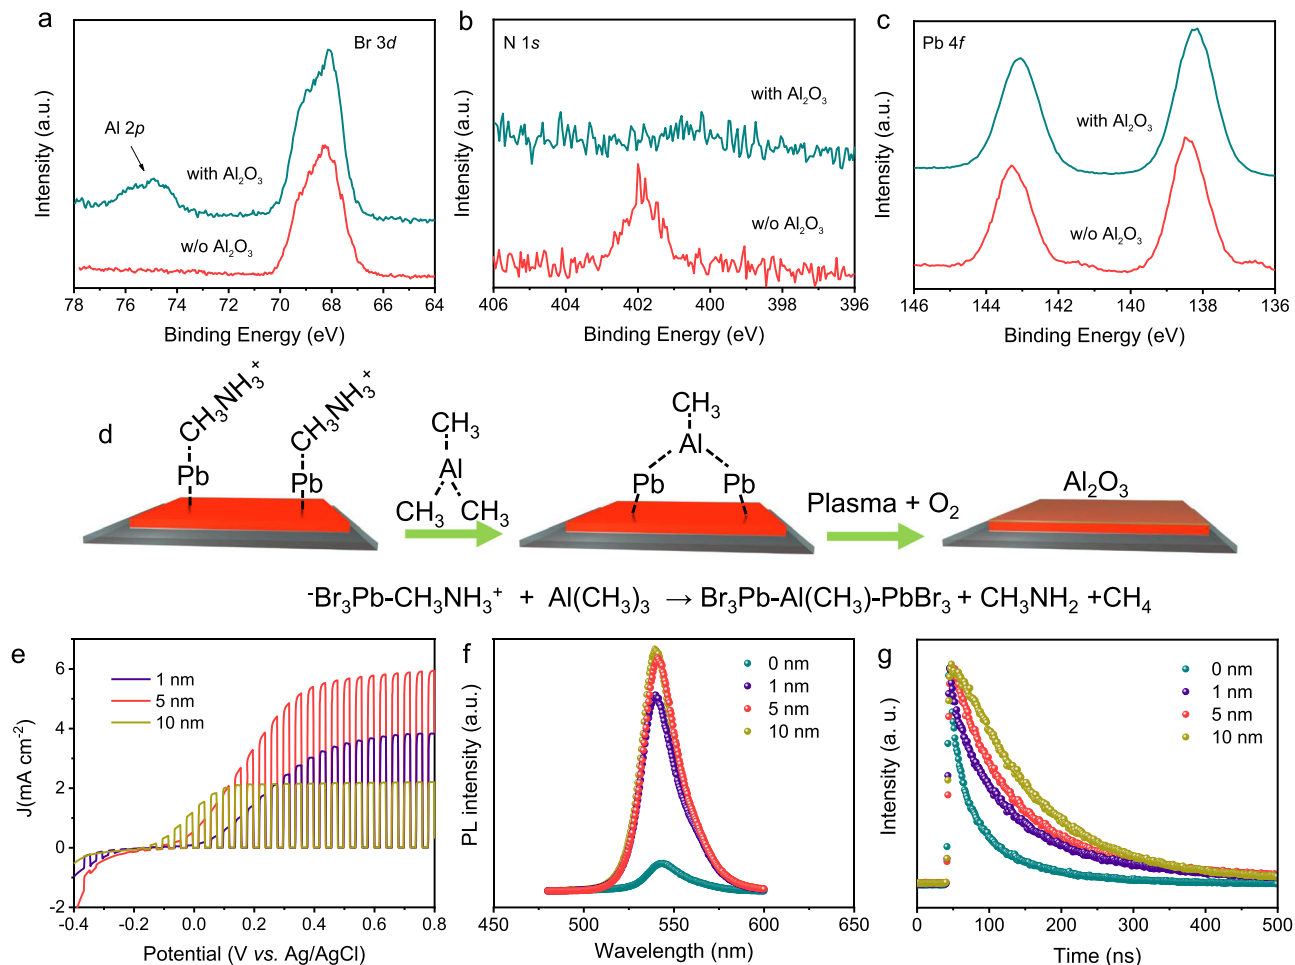 a
Br 3d
Al 2p
with Al₂O₃
w/o Al₂O₃
Intensity (a.u.)
78 76 74 72 70 68 66 64
Binding Energy (eV)
b
N 1s
with Al₂O₃
w/o Al₂O₃
Intensity (a.u.)
406 404 402 400 398 396
Binding Energy (eV)
c
Pb 4f
with Al₂O₃
w/o Al₂O₃
Intensity (a.u.)
146 144 142 140 138 136
Binding Energy (eV)
d
CH₃NH₃⁺
CH₃NH₃⁺
Pb
Pb
CH₃
Al
CH₃
CH₃
CH₃
Al
Pb
Pb
Plasma + O₂
Al₂O₃
⁻Br₃Pb-CH₃NH₃⁺ + Al(CH₃)₃ → Br₃Pb-Al(CH₃)-PbBr₃ + CH₃NH₂ +CH₄
e
1 nm
5 nm
10 nm
J(mA cm⁻²)
6
4
2
0
-2
-0.4 -0.2 0.0 0.2 0.4 0.6 0.8
Potential (V vs. Ag/AgCl)
f
0 nm
1 nm
5 nm
10 nm
PL intensity (a.u.)
450 500 550 600 650
Wavelength (nm)
g
0 nm
1 nm
5 nm
10 nm
Intensity (a. u.)
0 100 200 300 400 500
Time (ns)